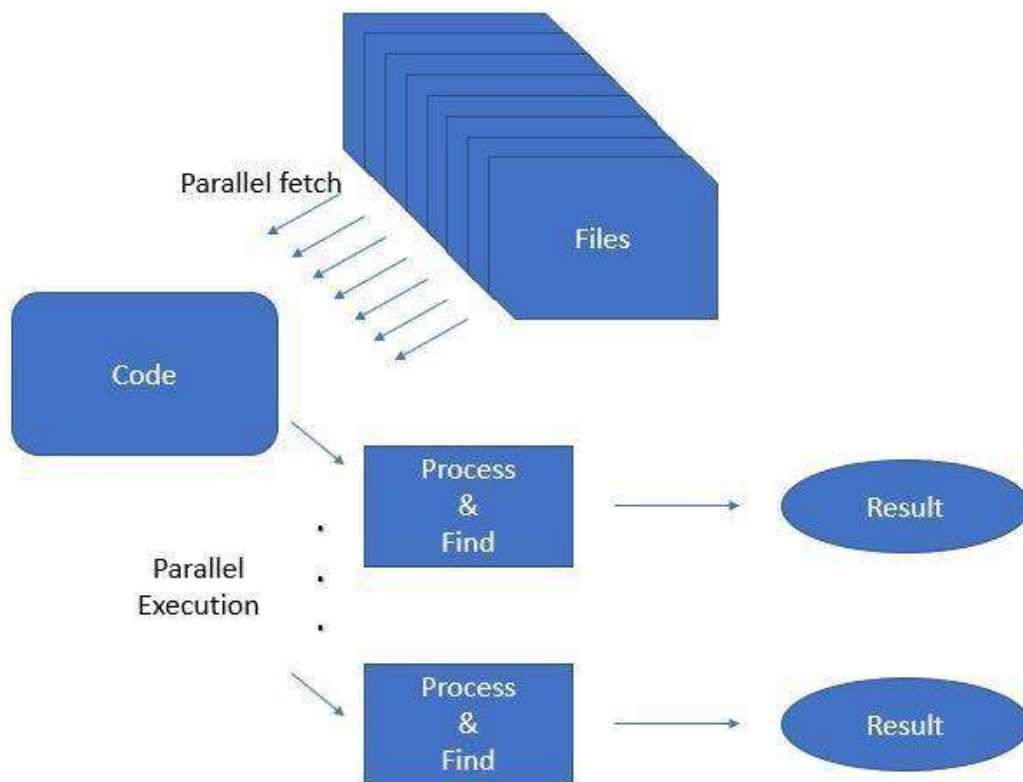 Parallel fetch
Files
Code
Process
&
Find
Result
Parallel
Execution
Process
&
Find
Result